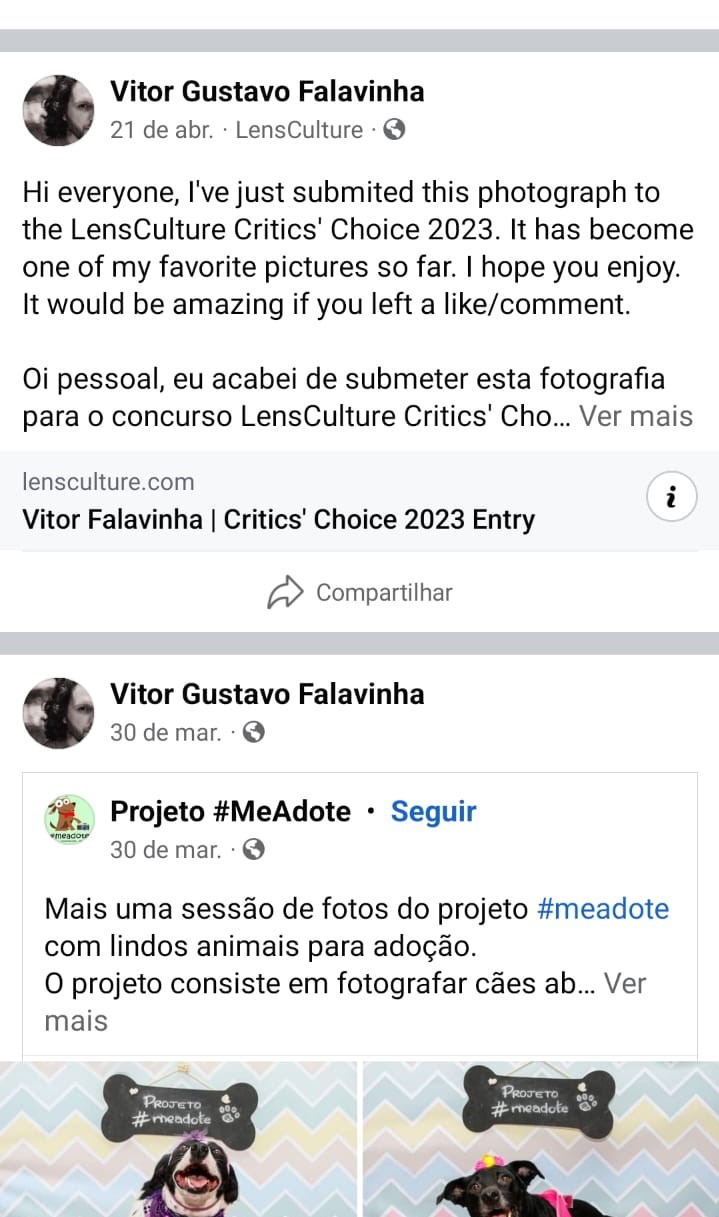 Vitor Gustavo Falavinha
21 de abr. · LensCulture ·
Hi everyone, I've just submited this photograph to
the LensCulture Critics' Choice 2023. It has become
one of my favorite pictures so far. I hope you enjoy.
It would be amazing if you left a like/comment.
Oi pessoal, eu acabei de submeter esta fotografia
para o concurso LensCulture Critics' Cho... Ver mais
lensculture.com
Vitor Falavinha | Critics' Choice 2023 Entry
Compartilhar
Vitor Gustavo Falavinha
30 de mar. ·
Projeto #MeAdote • Seguir
#meadote
30 de mar. ·
Mais uma sessão de fotos do projeto #meadote
com lindos animais para adoção.
O projeto consiste em fotografar cães ab... Ver
mais
PROJETO
#meadote
PROJETO
#meadote